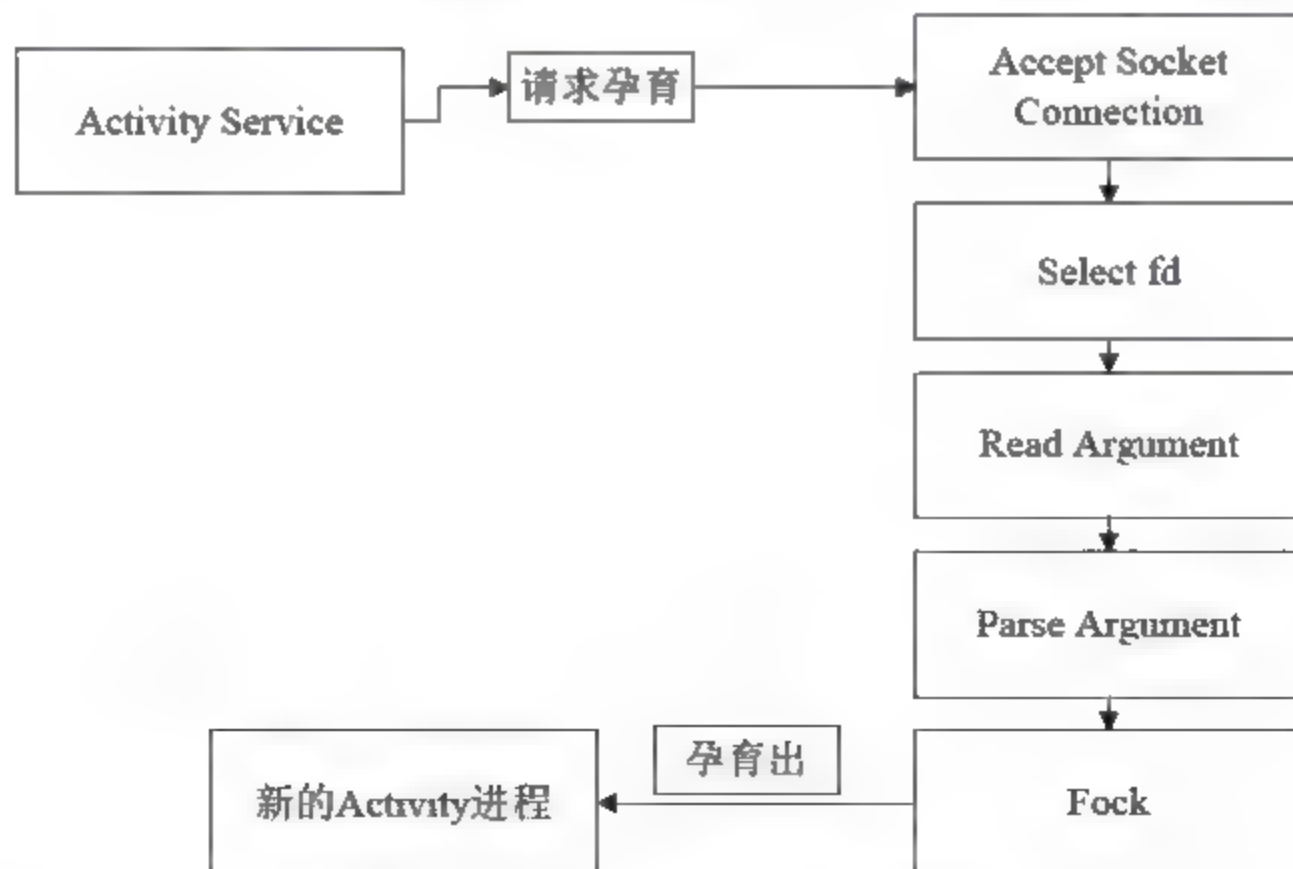 Activity Service
请求孕育
Accept Socket
Connection
Select fd
Read Argument
Parse Argument
Fock
孕育出
新的Activity进程